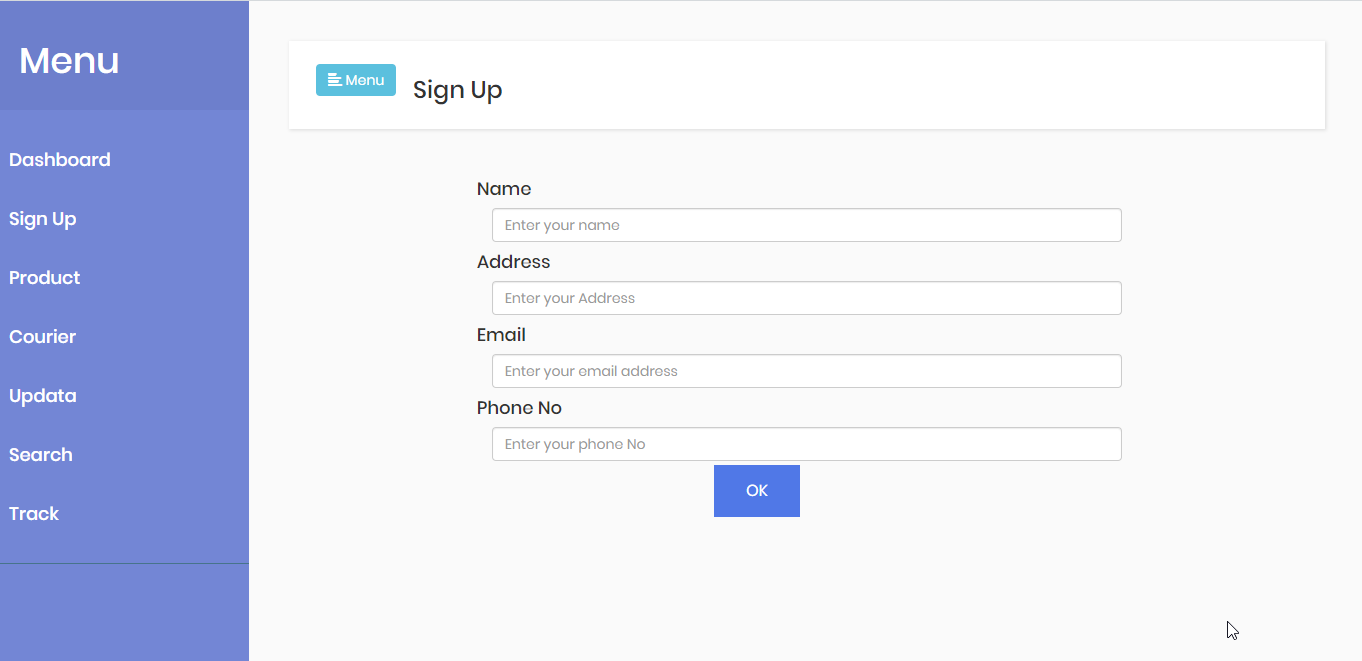 Menu
Dashboard
Sign Up
Product
Courier
Updata
Search
Track
Menu
Sign Up
Name
Enter your name
Address
Enter your Address
Email
Enter your email address
Phone No
Enter your phone No
OK